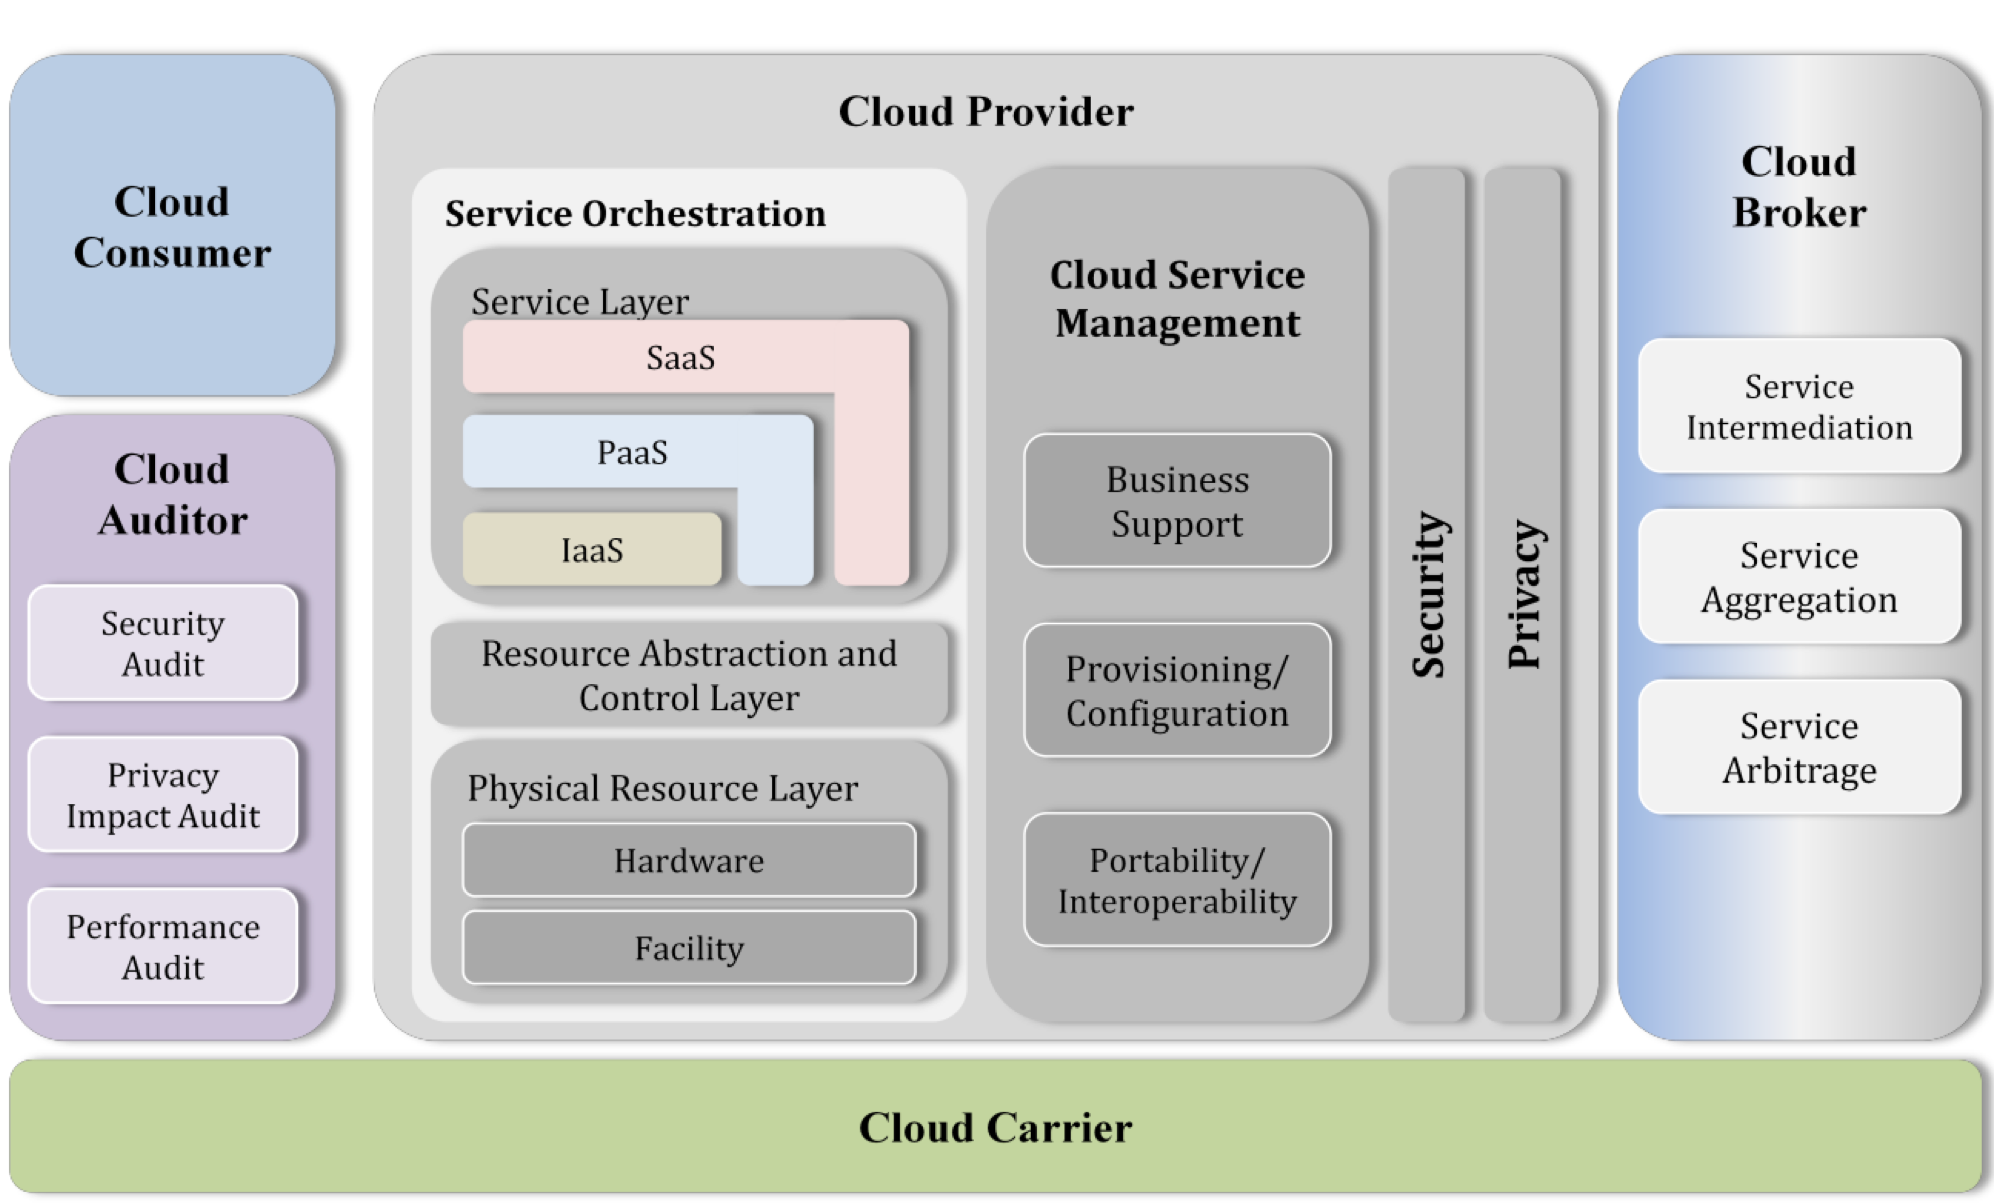 Cloud
Consumer
Cloud
Auditor
Security
Audit
Privacy
Impact Audit
Performance
Audit
Cloud Provider
Service Orchestration
Service Layer
SaaS
PaaS
IaaS
Resource Abstraction and
Control Layer
Physical Resource Layer
Hardware
Facility
Cloud Service
Management
Business
Support
Provisioning/
Configuration
Portability/
Interoperability
Security
Privacy
Cloud
Broker
Service
Intermediation
Service
Aggregation
Service
Arbitrage
Cloud Carrier